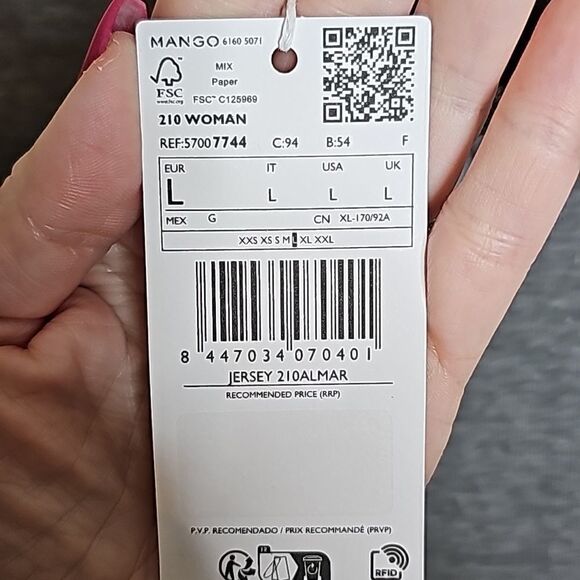 MANGO 6160 5071
MIX
Paper
FSC™ C125969
FSC
www.fsc.org
210 WOMAN
REF:57007744 C:94 B:54 F
EUR IT USA UK
L L L L
MEX G CN XL-170/92A
XXS XS S M L XL XXL
8 447034 070401
JERSEY 210ALMAR
RECOMMENDED PRICE (RRP)
P.V.P. RECOMENDADO / PRIX RECOMMANDÉ (PRVP)
RFID